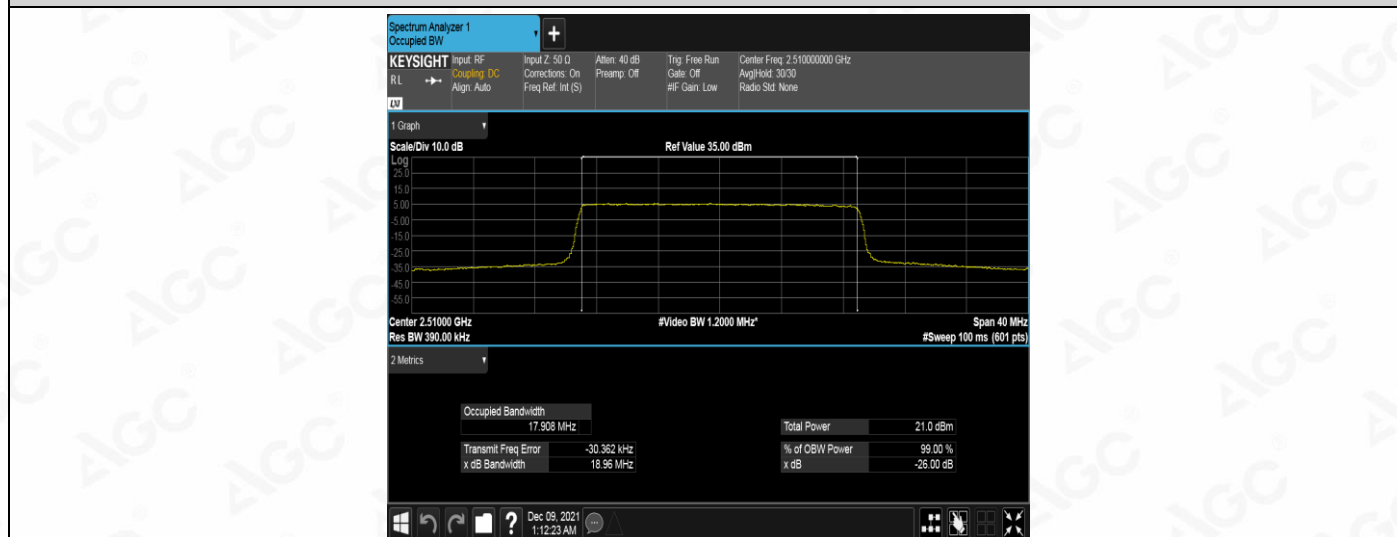 Spectrum Analyzer 1
Occupied BW
+
KEYSIGHT Input: RF Input Z: 50 Ω Atten: 40 dB Trig: Free Run Center Freq: 2.510000000 GHz
RL Coupling: DC Corrections: On Preamp: Off Gate: Off Avg|Hold: 30/30
Align: Auto Freq Ref: Int (S) #IF Gain: Low Radio Std: None
LXI
1 Graph
Scale/Div 10.0 dB Ref Value 35.00 dBm
Log
25.0
15.0
5.00
-5.00
-15.0
-25.0
-35.0
-45.0
-55.0
Center 2.51000 GHz #Video BW 1.2000 MHz* Span 40 MHz
Res BW 390.00 kHz #Sweep 100 ms (601 pts)
2 Metrics
Occupied Bandwidth
17.908 MHz Total Power 21.0 dBm
Transmit Freq Error -30.362 kHz % of OBW Power 99.00 %
x dB Bandwidth 18.96 MHz x dB -26.00 dB
? Dec 09, 2021
1:12:23 AM
AGC